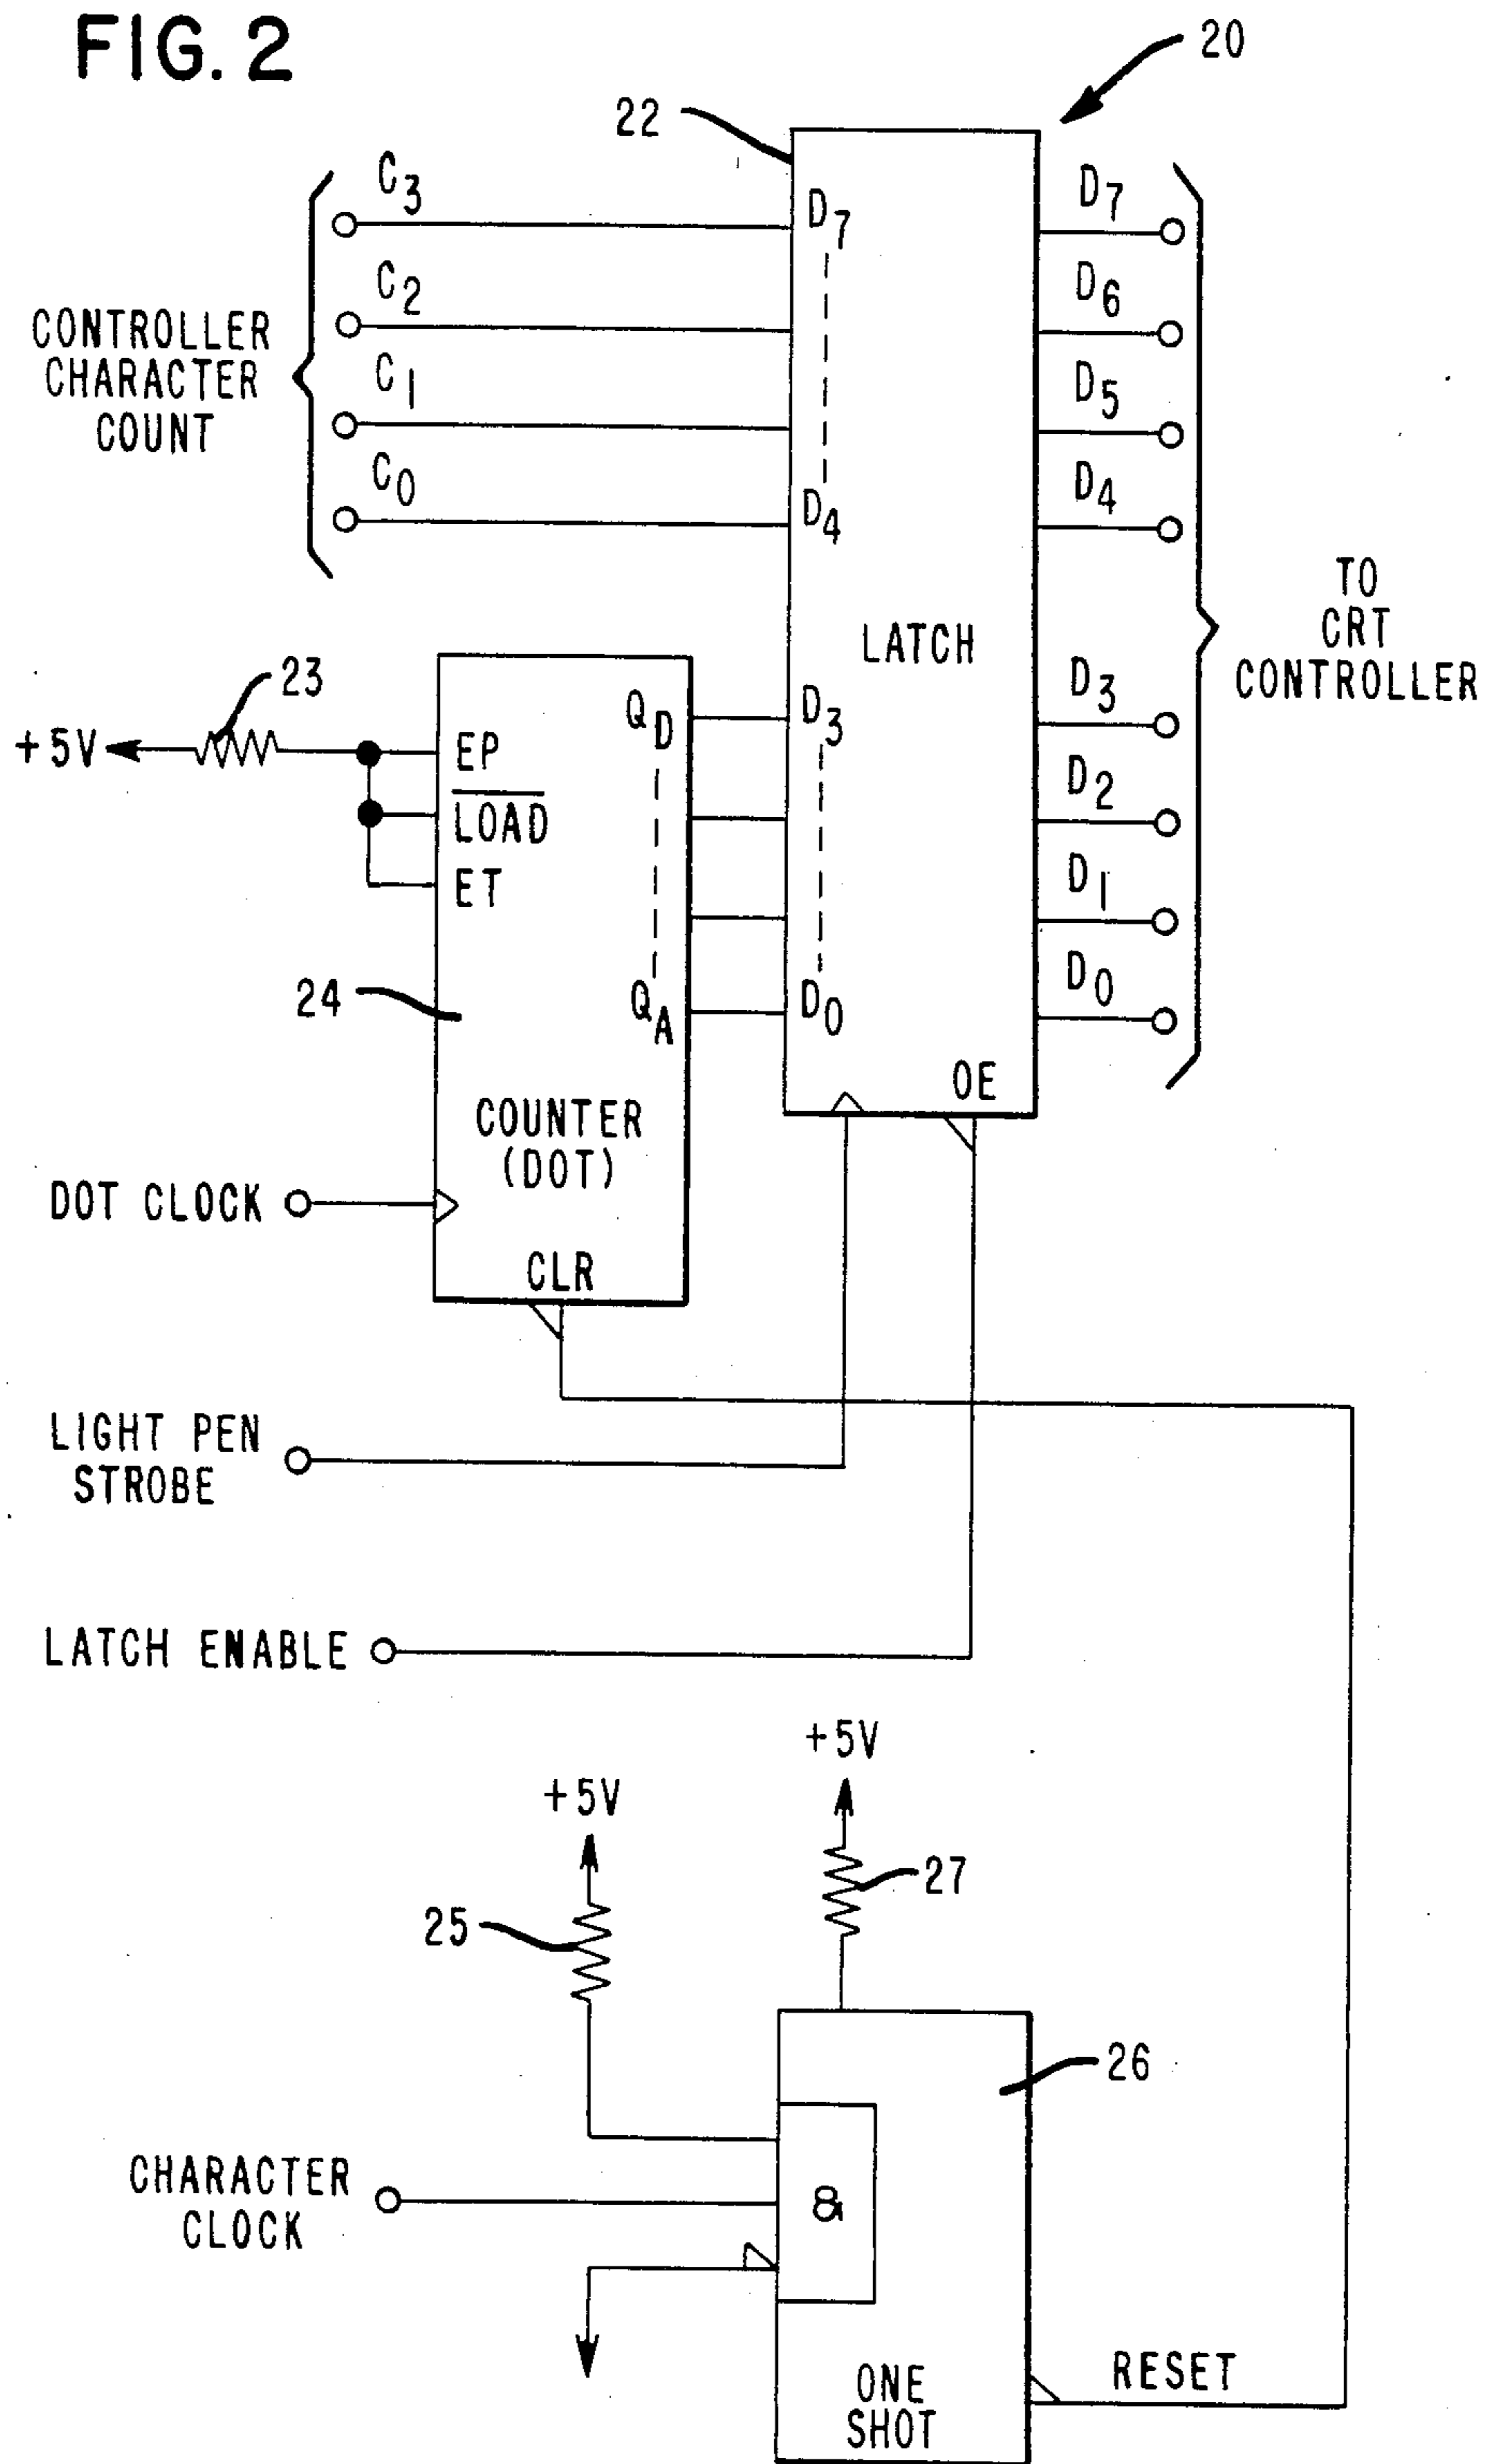 FIG. 2
20
22
C3
C2
C1
C0
CONTROLLER
CHARACTER
COUNT
D7
D4
LATCH
D3
D0
OE
D7
D6
D5
D4
D3
D2
D1
D0
TO
CRT
CONTROLLER
23
+5V
EP
LOAD
ET
QD
QA
24
COUNTER
(DOT)
CLR
DOT CLOCK
LIGHT PEN
STROBE
LATCH ENABLE
+5V
+5V
25
27
26
CHARACTER
CLOCK
&
ONE
SHOT
RESET